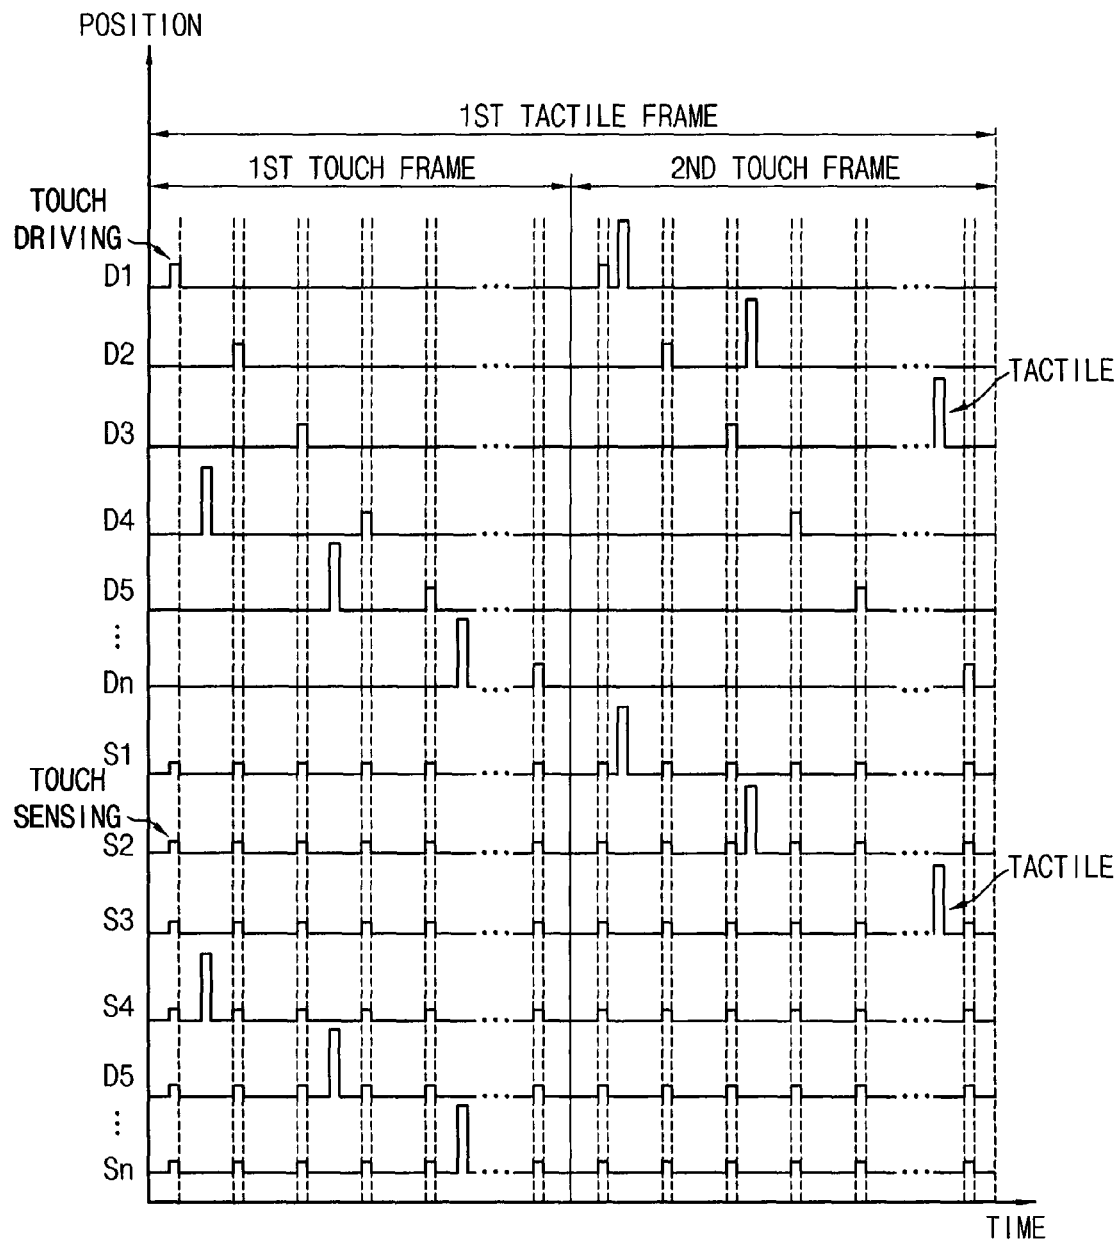 POSITION
1ST TACTILE FRAME
1ST TOUCH FRAME
2ND TOUCH FRAME
TOUCH
DRIVING
D1
D2
TACTILE
D3
D4
D5
Dn
S1
TOUCH
SENSING
S2
TACTILE
S3
S4
D5
Sn
TIME